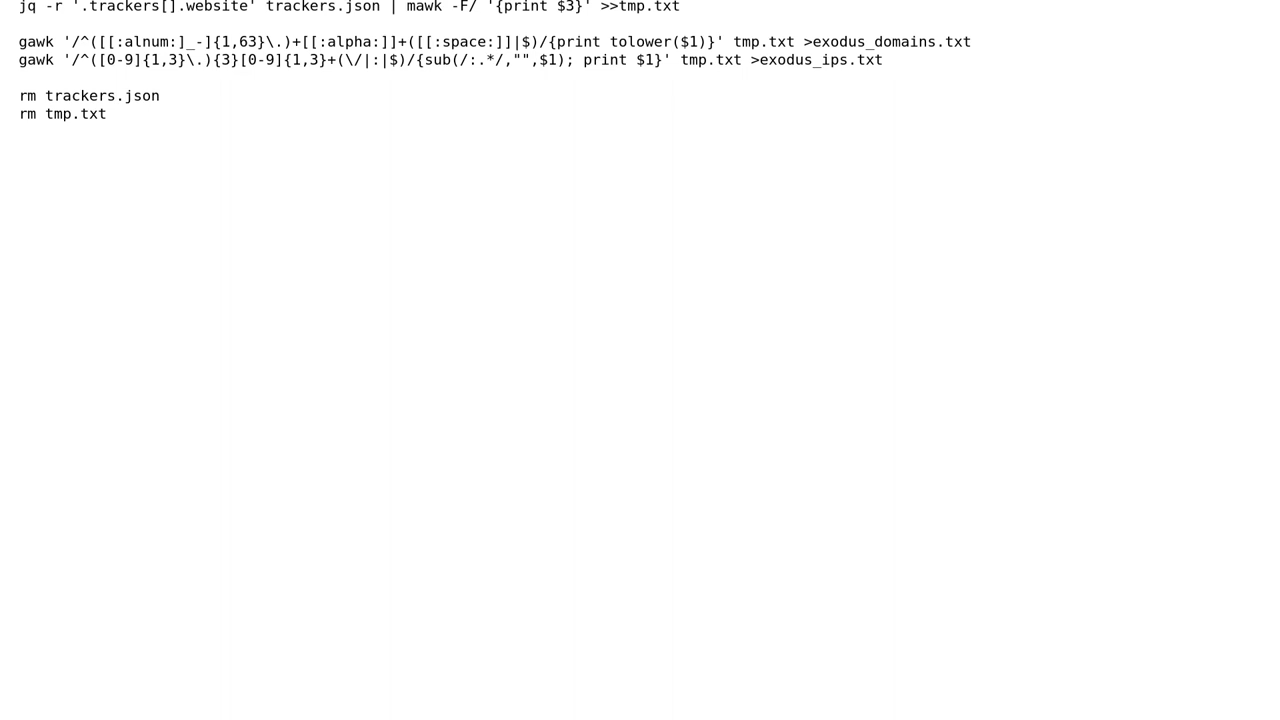 jq -r '.trackers[].website' trackers.json | mawk -F/ '{print $3}' >>tmp.txt
gawk '/^([[:alnum:]_-]{1,63}\.)+[[:alpha:]]+([[:space:]]|$)/{print tolower($1)}' tmp.txt >exodus_domains.txt
gawk '/^([0-9]{1,3}\.){3}[0-9]{1,3}+(\/|:|$)/{sub(/:.*/,"",$1); print $1}' tmp.txt >exodus_ips.txt
rm trackers.json
rm tmp.txt